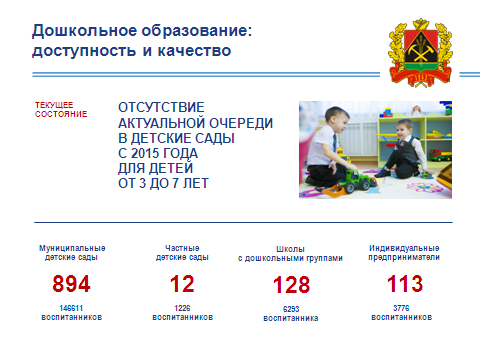 Дошкольное образование:
доступность и качество
ТЕКУЩЕЕ
СОСТОЯНИЕ
ОТСУТСТВИЕ
АКТУАЛЬНОЙ ОЧЕРЕДИ
В ДЕТСКИЕ САДЫ
С 2015 ГОДА
ДЛЯ ДЕТЕЙ
ОТ 3 ДО 7 ЛЕТ
Муниципальные
детские сады
894
146611
воспитанников
Частные
детские сады
12
1226
воспитанников
Школы
с дошкольными группами
128
6293
воспитанника
Индивидуальные
предприниматели
113
3776
воспитанников